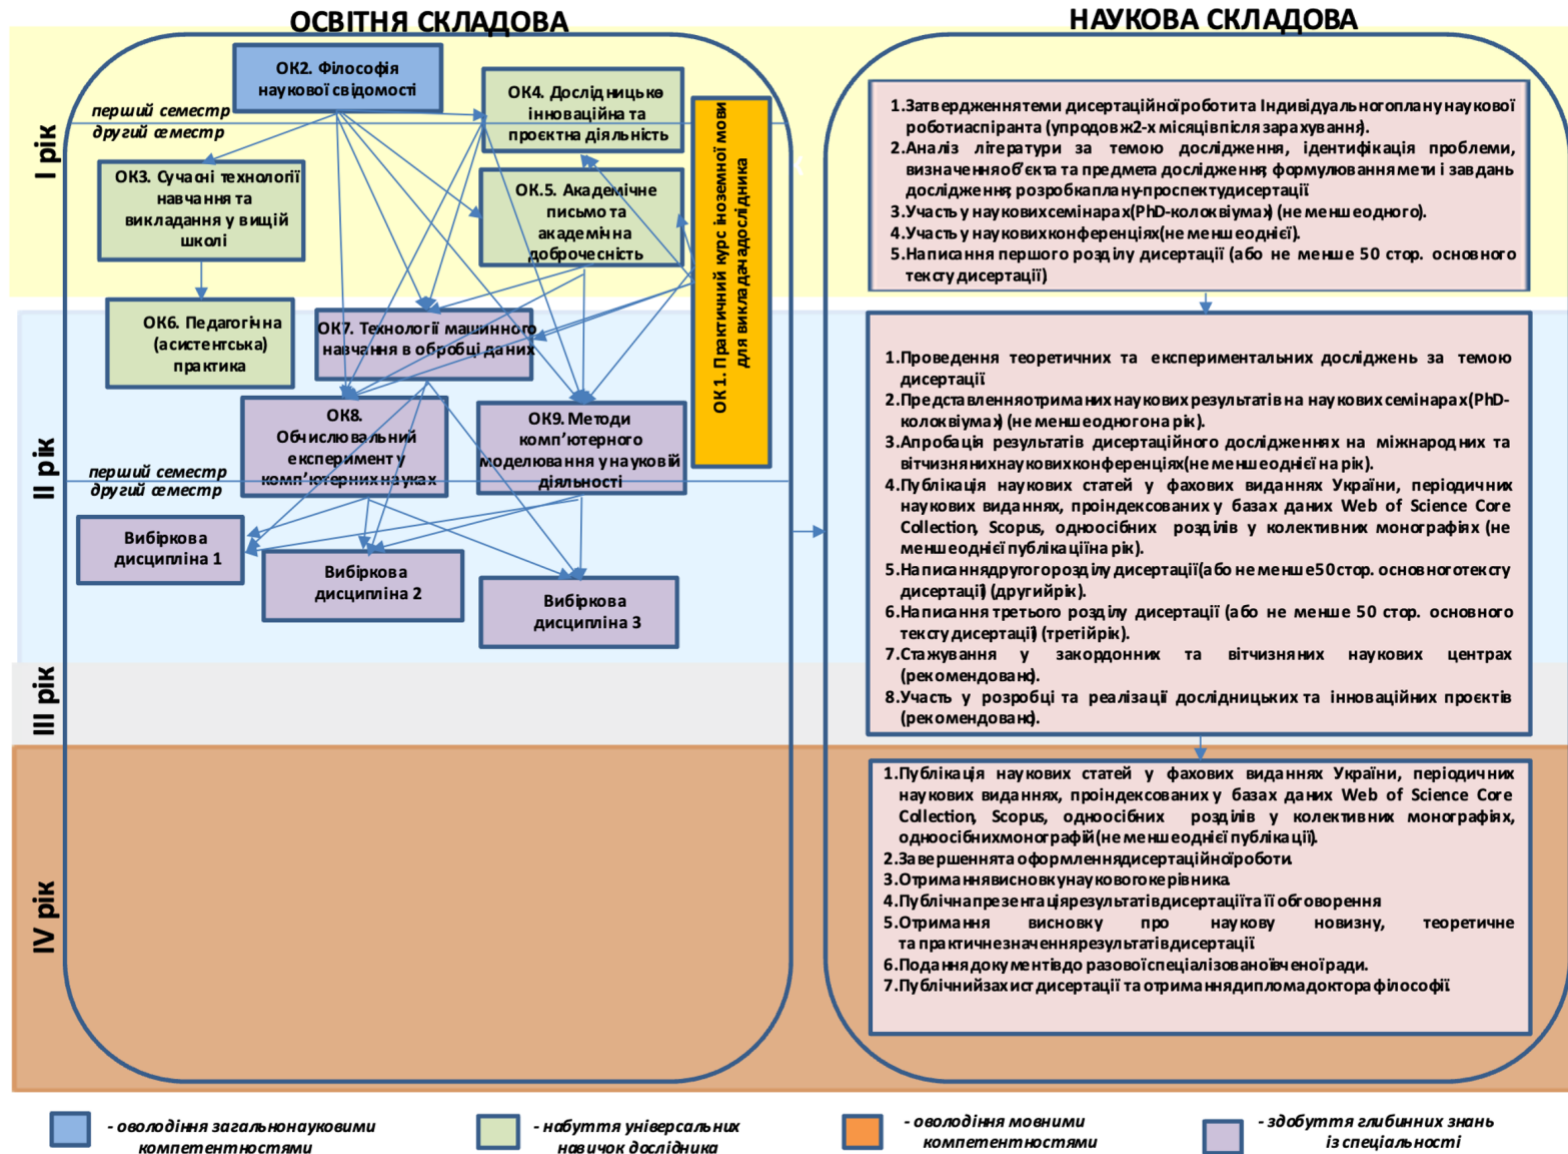 ОСВІТНЯ СКЛАДОВА
НАУКОВА СКЛАДОВА
I рік
перший семестр
другий семестр
ОК2. Філософія
наукової свідомості
ОК4. Дослідницько-
інноваційна та
проєктна діяльність
ОК3. Сучасні технології
навчання та
викладання у вищій
школі
ОК.5. Академічне
письмо та
академічна
доброчесність
ОК 1. Практичний курс іноземної мови
для викладача-дослідника
ОК6. Педагогічна
(асистентська)
практика
ОК7. Технології машинного
навчання в обробці даних
II рік
перший семестр
другий семестр
ОК8.
Обчислювальний
експеримент у
комп'ютерних науках
ОК9. Методи
комп'ютерного
моделювання у науковій
діяльності
Вибіркова
дисципліна 1
Вибіркова
дисципліна 2
Вибіркова
дисципліна 3
III рік
IV рік
1.Затвердження теми дисертаційної роботи та Індивідуального плану наукової
роботи аспіранта (упродовж 2-х місяців після зарахування).
2.Аналіз літератури за темою дослідження, ідентифікація проблеми,
визначення об'єкта та предмета дослідження; формулювання мети і завдань
дослідження; розробка плану-проспекту дисертації.
3.Участь у наукових семінарах (PhD-колоквіумах) (не менше одного).
4.Участь у наукових конференціях (не менше однієї).
5.Написання першого розділу дисертації (або не менше 50 стор. основного
тексту дисертації)
1.Проведення теоретичних та експериментальних досліджень за темою
дисертації.
2.Представлення отриманих наукових результатів на наукових семінарах (PhD-
колоквіумах) (не менше одного на рік).
3.Апробація результатів дисертаційного дослідженях на міжнародних та
вітчизняних наукових конференціях (не менше однієї на рік).
4.Публікація наукових статей у фахових виданнях України, періодичних
наукових виданнях, проіндексованих у базах даних Web of Science Core
Collection, Scopus, одноосібних розділів у колективних монографіях (не
менше однієї публікації на рік).
5.Написання другого розділу дисертації (або не менше 50 стор. основного тексту
дисертації) (другий рік).
6.Написання третього розділу дисертації (або не менше 50 стор. основного
тексту дисертації) (третій рік).
7.Стажування у закордонних та вітчизняних наукових центрах
(рекомендовано).
8.Участь у розробці та реалізації дослідницьких та інноваційних проєктів
(рекомендовано).
1.Публікація наукових статей у фахових виданнях України, періодичних
наукових виданнях, проіндексованих у базах даних Web of Science Core
Collection, Scopus, одноосібних розділів у колективних монографіях,
одноосібних монографій (не менше однієї публікації).
2.Завершення та оформлення дисертаційної роботи.
3.Отримання висновку наукового керівника.
4.Публічна презентація результатів дисертації та її обговорення
5.Отримання висновку про наукову новизну, теоретичне
та практичне значення результатів дисертації.
6.Подання документів до разової спеціалізованої вченої ради.
7.Публічний захист дисертації та отримання диплома доктора філософії.
- оволодіння загальнонауковими
компетентностями
- набуття універсальних
навичок дослідника
- оволодіння мовними
компетентностями
- здобуття глибинних знань
із спеціальності